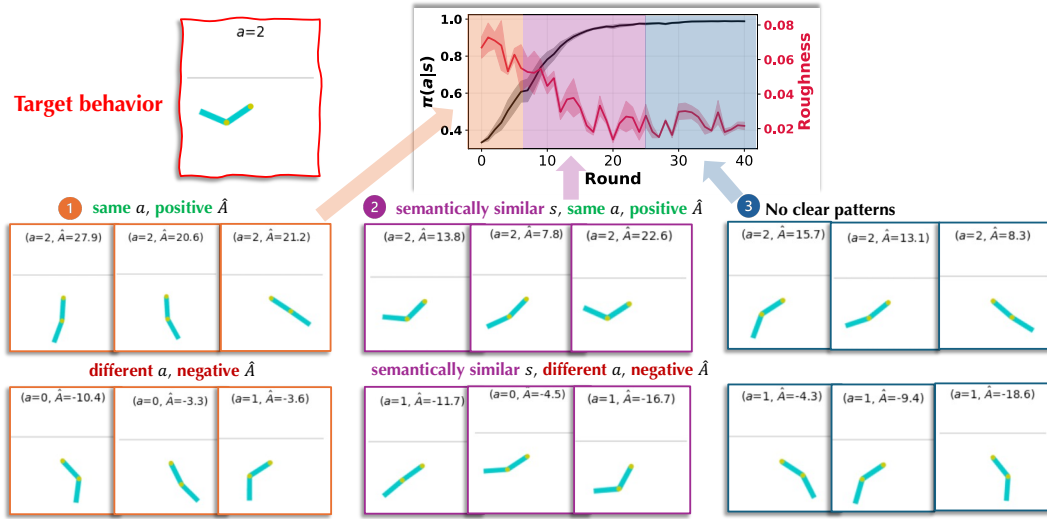 a=2
Target behavior
1.0
0.8
0.6
0.4
π(a|s)
0.08
0.06
0.04
0.02
Roughness
0 10 20 30 40
Round
1 same a, positive Â
(a=2, Â=27.9) (a=2, Â=20.6) (a=2, Â=21.2)
different a, negative Â
(a=0, Â=-10.4) (a=0, Â=-3.3) (a=1, Â=-3.6)
2 semantically similar s, same a, positive Â
(a=2, Â=13.8) (a=2, Â=7.8) (a=2, Â=22.6)
semantically similar s, different a, negative Â
(a=1, Â=-11.7) (a=0, Â=-4.5) (a=1, Â=-16.7)
3 No clear patterns
(a=2, Â=15.7) (a=2, Â=13.1) (a=2, Â=8.3)
(a=1, Â=-4.3) (a=1, Â=-9.4) (a=1, Â=-18.6)